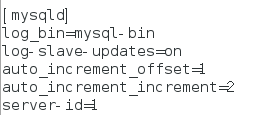 [mysqld]
log_bin=mysql-bin
log-slave-updates=on
auto_increment_offset=1
auto_increment_increment=2
server-id=1